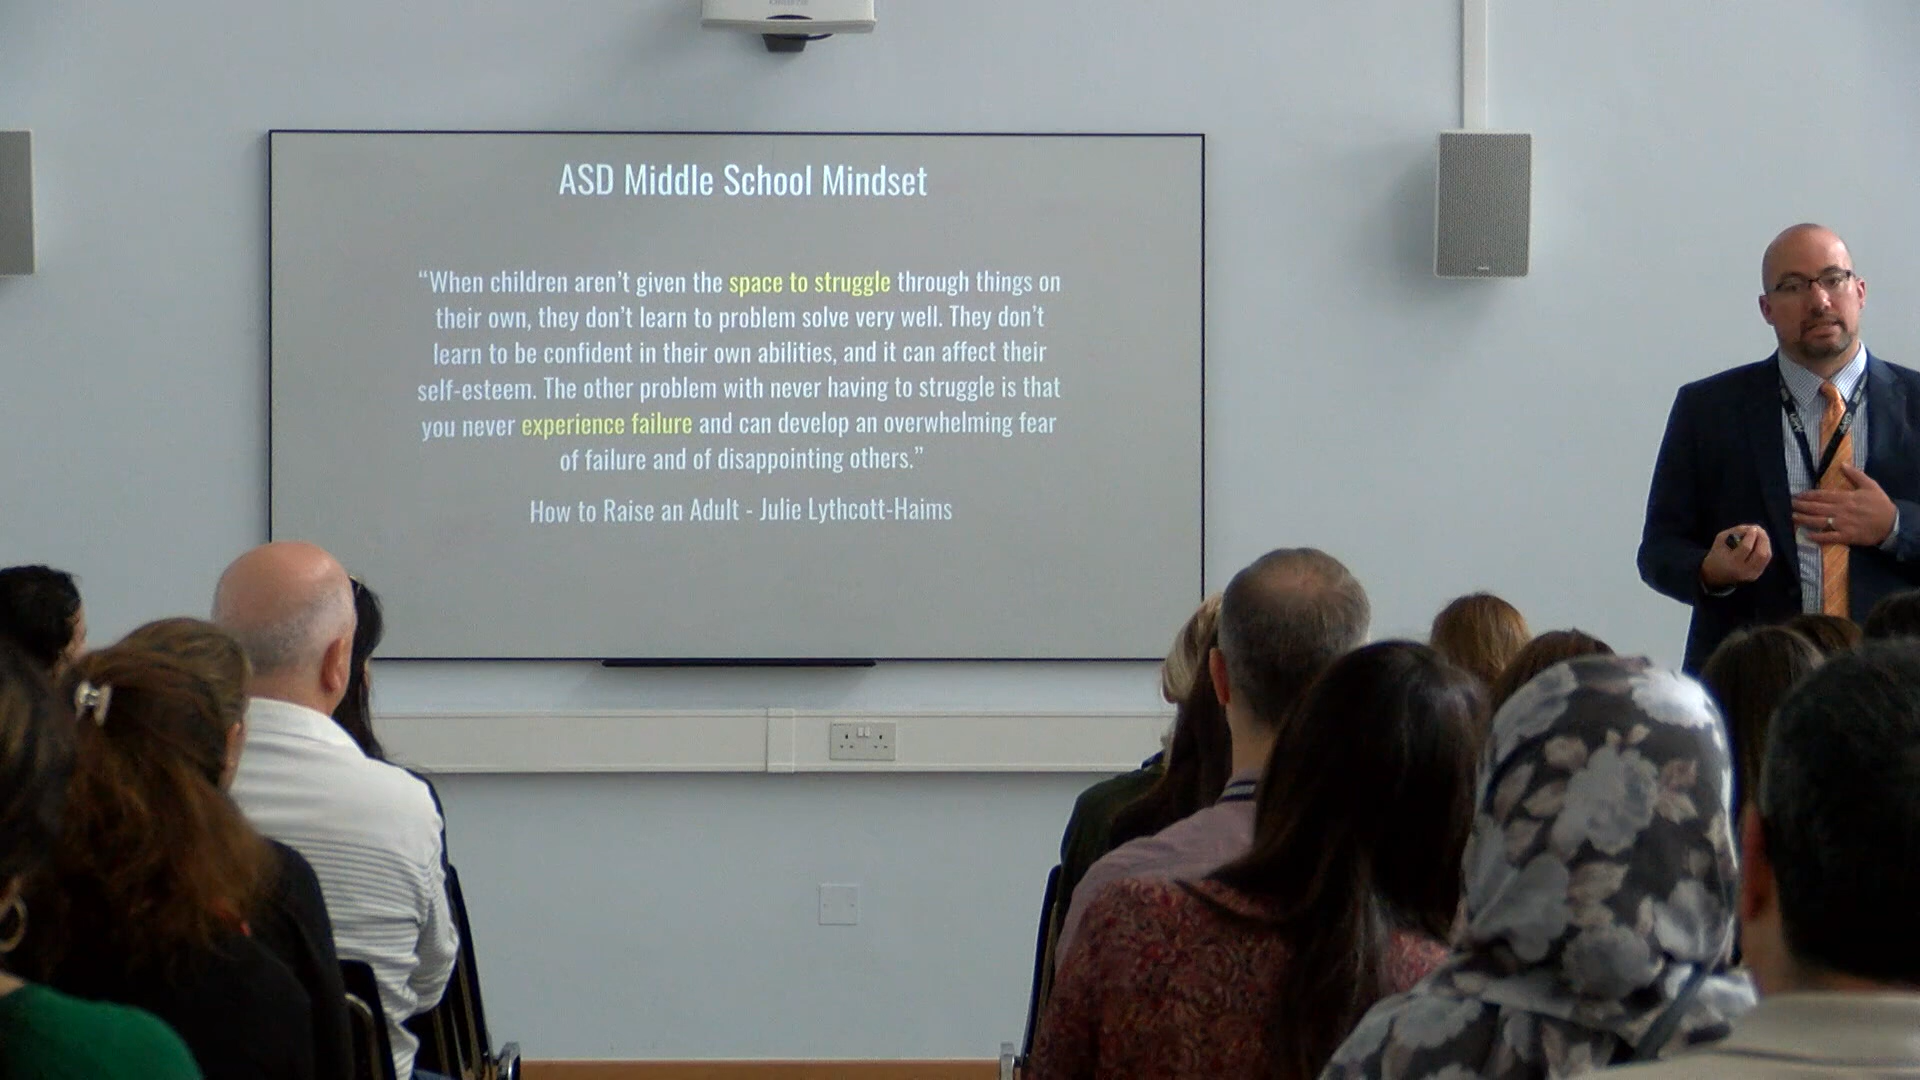 ASD Middle School Mindset
“When children aren’t given the space to struggle through things on
their own, they don’t learn to problem solve very well. They don’t
learn to be confident in their own abilities, and it can affect their
self-esteem. The other problem with never having to struggle is that
you never experience failure and can develop an overwhelming fear
of failure and of disappointing others.”
How to Raise an Adult - Julie Lythcott-Haims